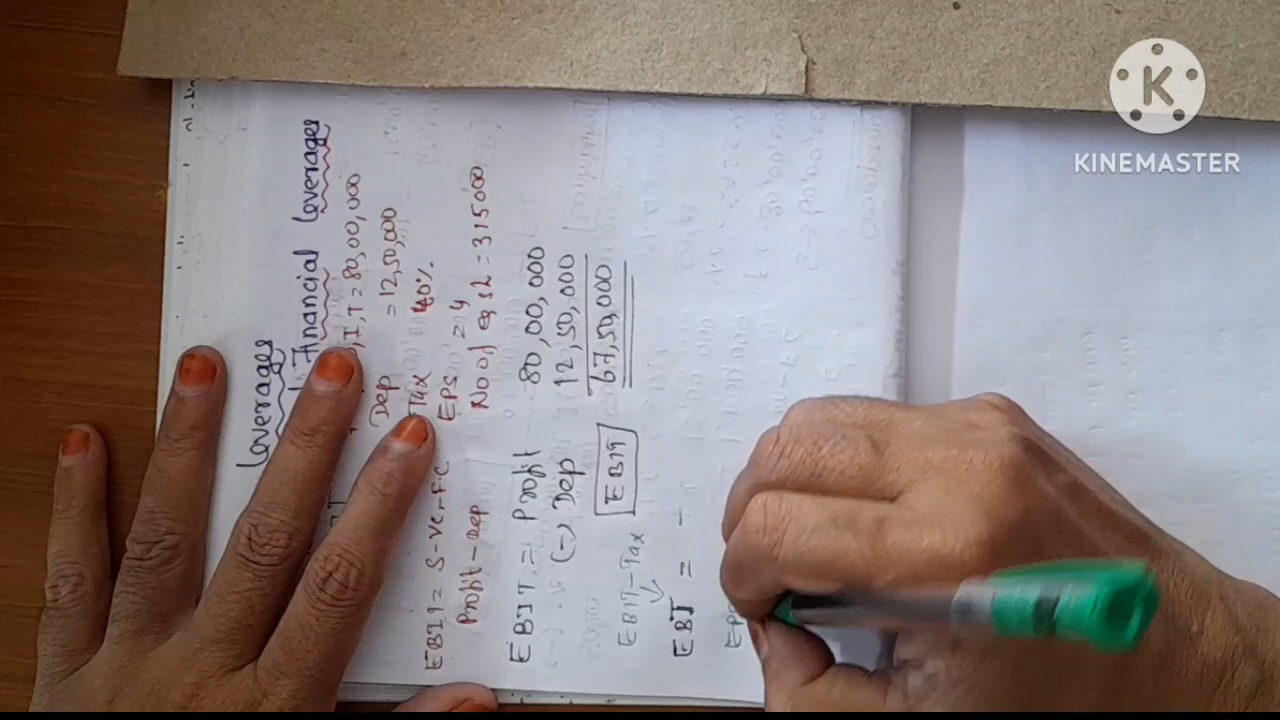 Leverages
Financial leverages
I, T = 80,00,000
Dep = 12,50,000
Tax 40%
EPS = 4
No of eq sh = 315000
EBIT = S-VC-FC
Profit - Dep
EBIT = Profit 80,00,000
(-) Dep 12,50,000
EBIT 67,50,000
EBIT-Tax
EBT = -
EP
KINEMASTER